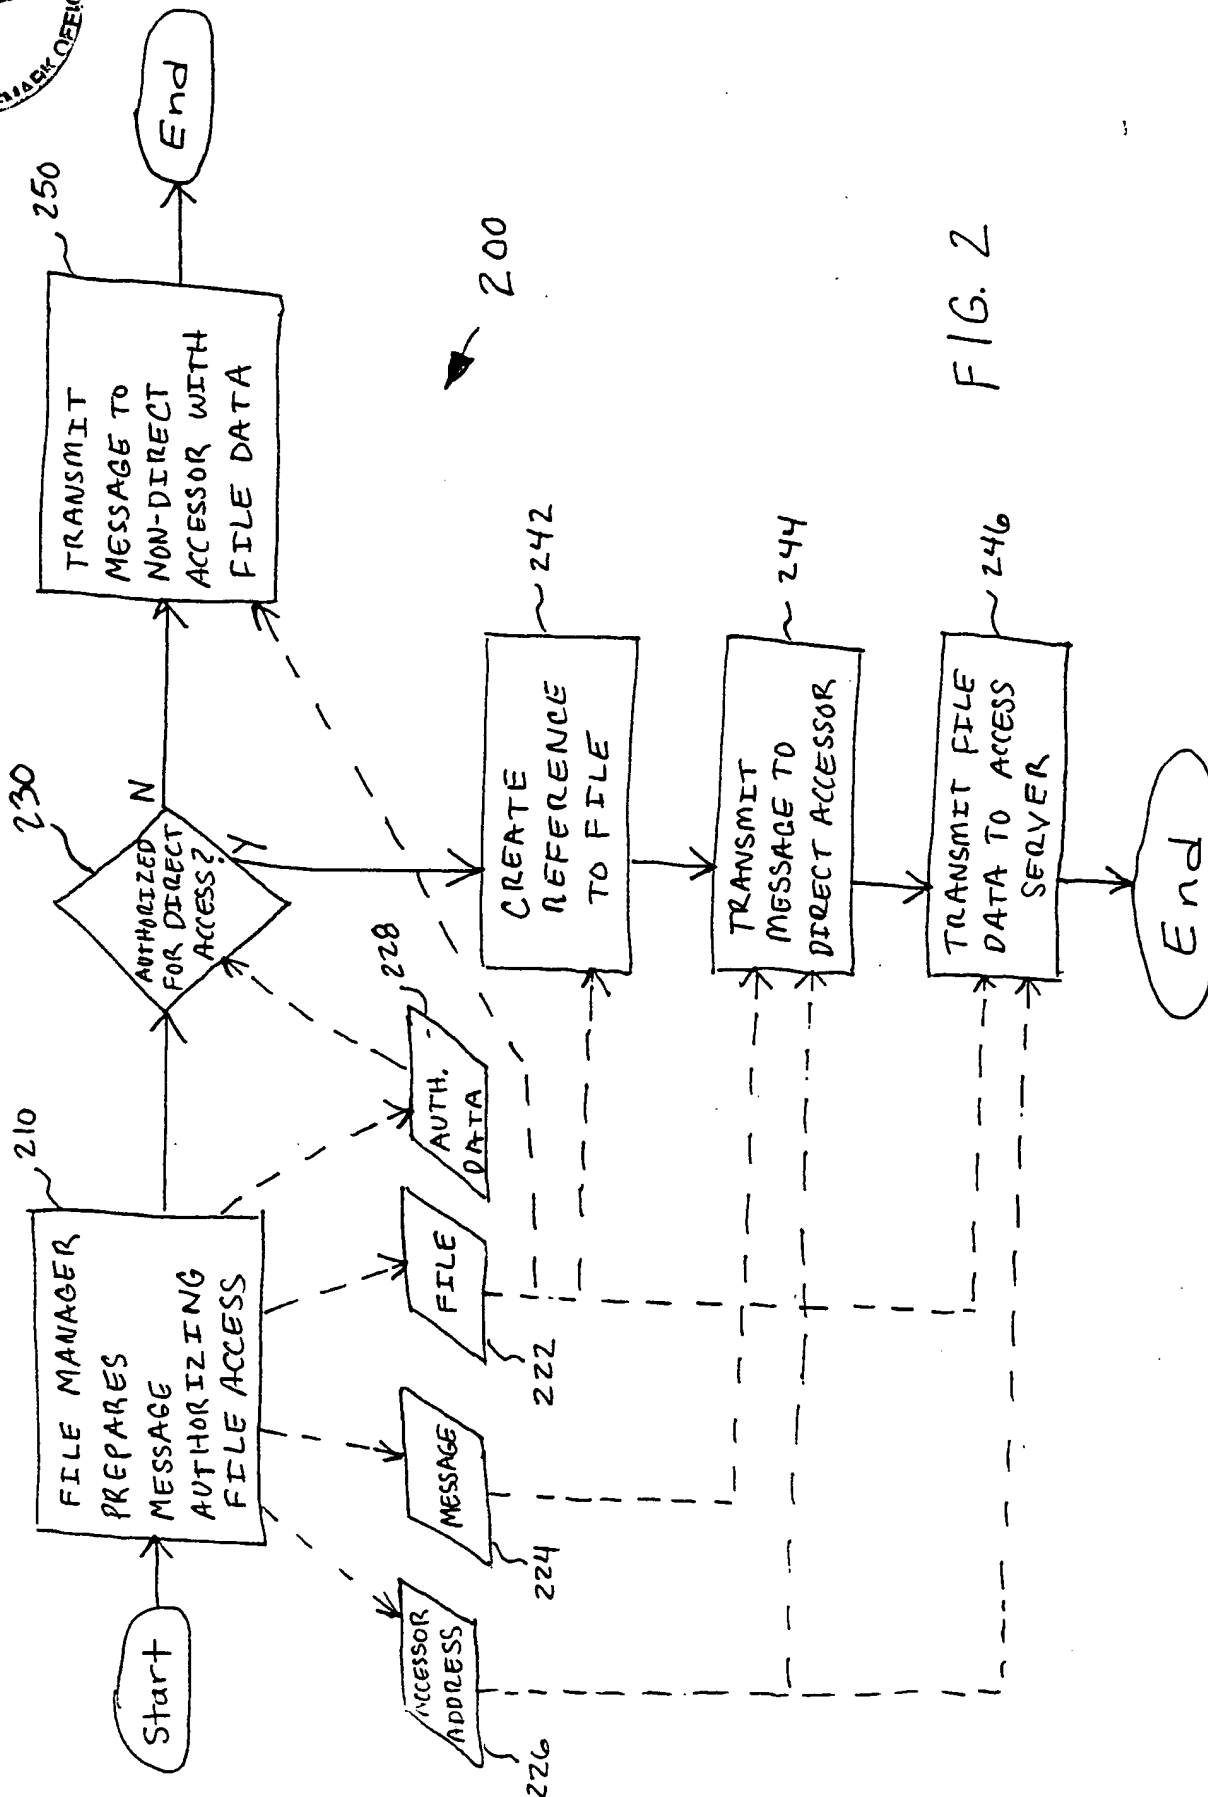 Start
FILE MANAGER
PREPARES
MESSAGE
AUTHORIZING
FILE ACCESS
210
AUTHORIZED
FOR DIRECT
ACCESS?
230
N
Y
TRANSMIT
MESSAGE TO
NON-DIRECT
ACCESSOR WITH
FILE DATA
250
End
ACCESSOR
ADDRESS
226
MESSAGE
224
FILE
222
AUTH.
DATA
228
CREATE
REFERENCE
TO FILE
242
TRANSMIT
MESSAGE TO
DIRECT ACCESSOR
244
TRANSMIT FILE
DATA TO ACCESS
SERVER
246
End
200
FIG. 2